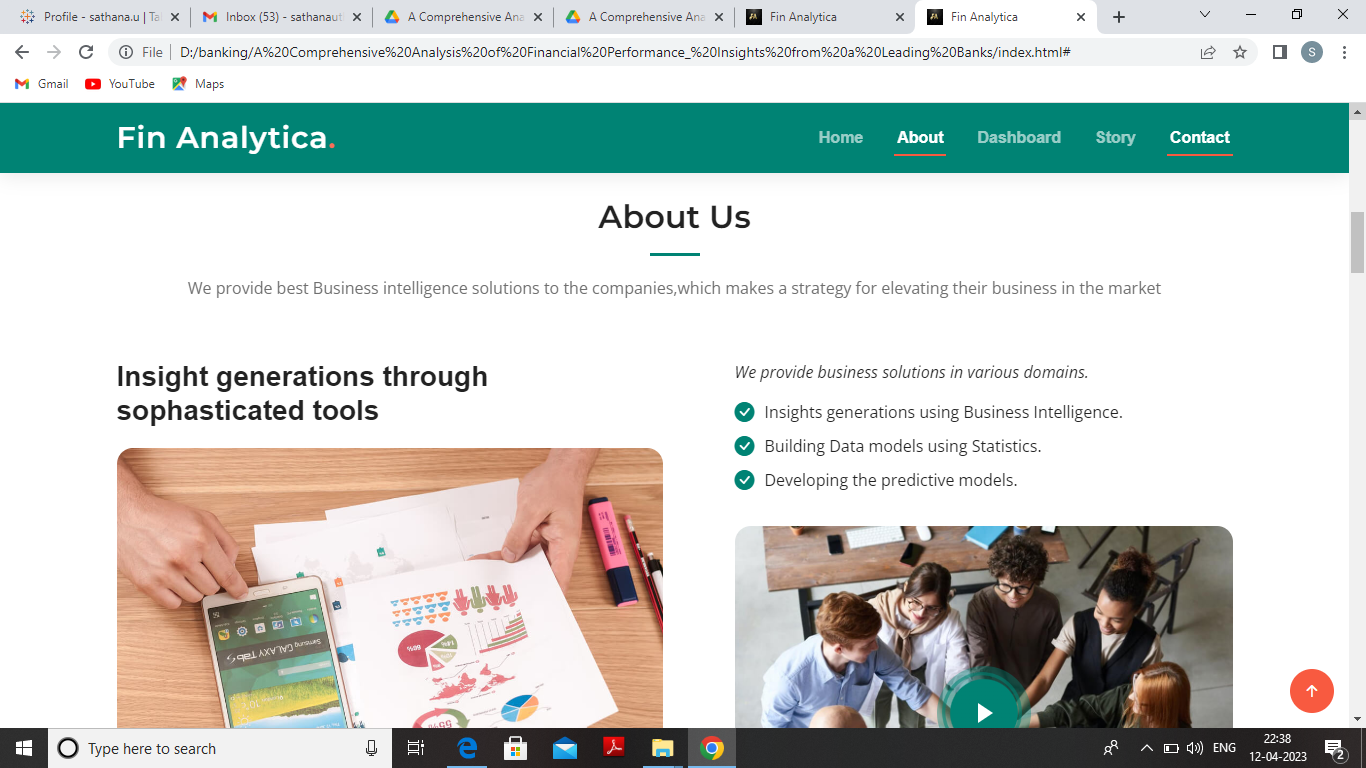 Profile - sathana.u | Ta
Inbox (53) - sathanaut
A Comprehensive Ana
A Comprehensive Ana
Fin Analytica
Fin Analytica
File
D:/banking/A%20Comprehensive%20Analysis%20of%20Financial%20Performance_%20Insights%20from%20a%20Leading%20Banks/index.html#
S
Gmail
YouTube
Maps
Fin Analytica.
Home
About
Dashboard
Story
Contact
About Us
We provide best Business intelligence solutions to the companies,which makes a strategy for elevating their business in the market
Insight generations through
sophasticated tools
We provide business solutions in various domains.
Insights generations using Business Intelligence.
Building Data models using Statistics.
Developing the predictive models.
Samsung GALAXY Tab S
66%
14%
55%
Type here to search
ENG
22:38
12-04-2023
2